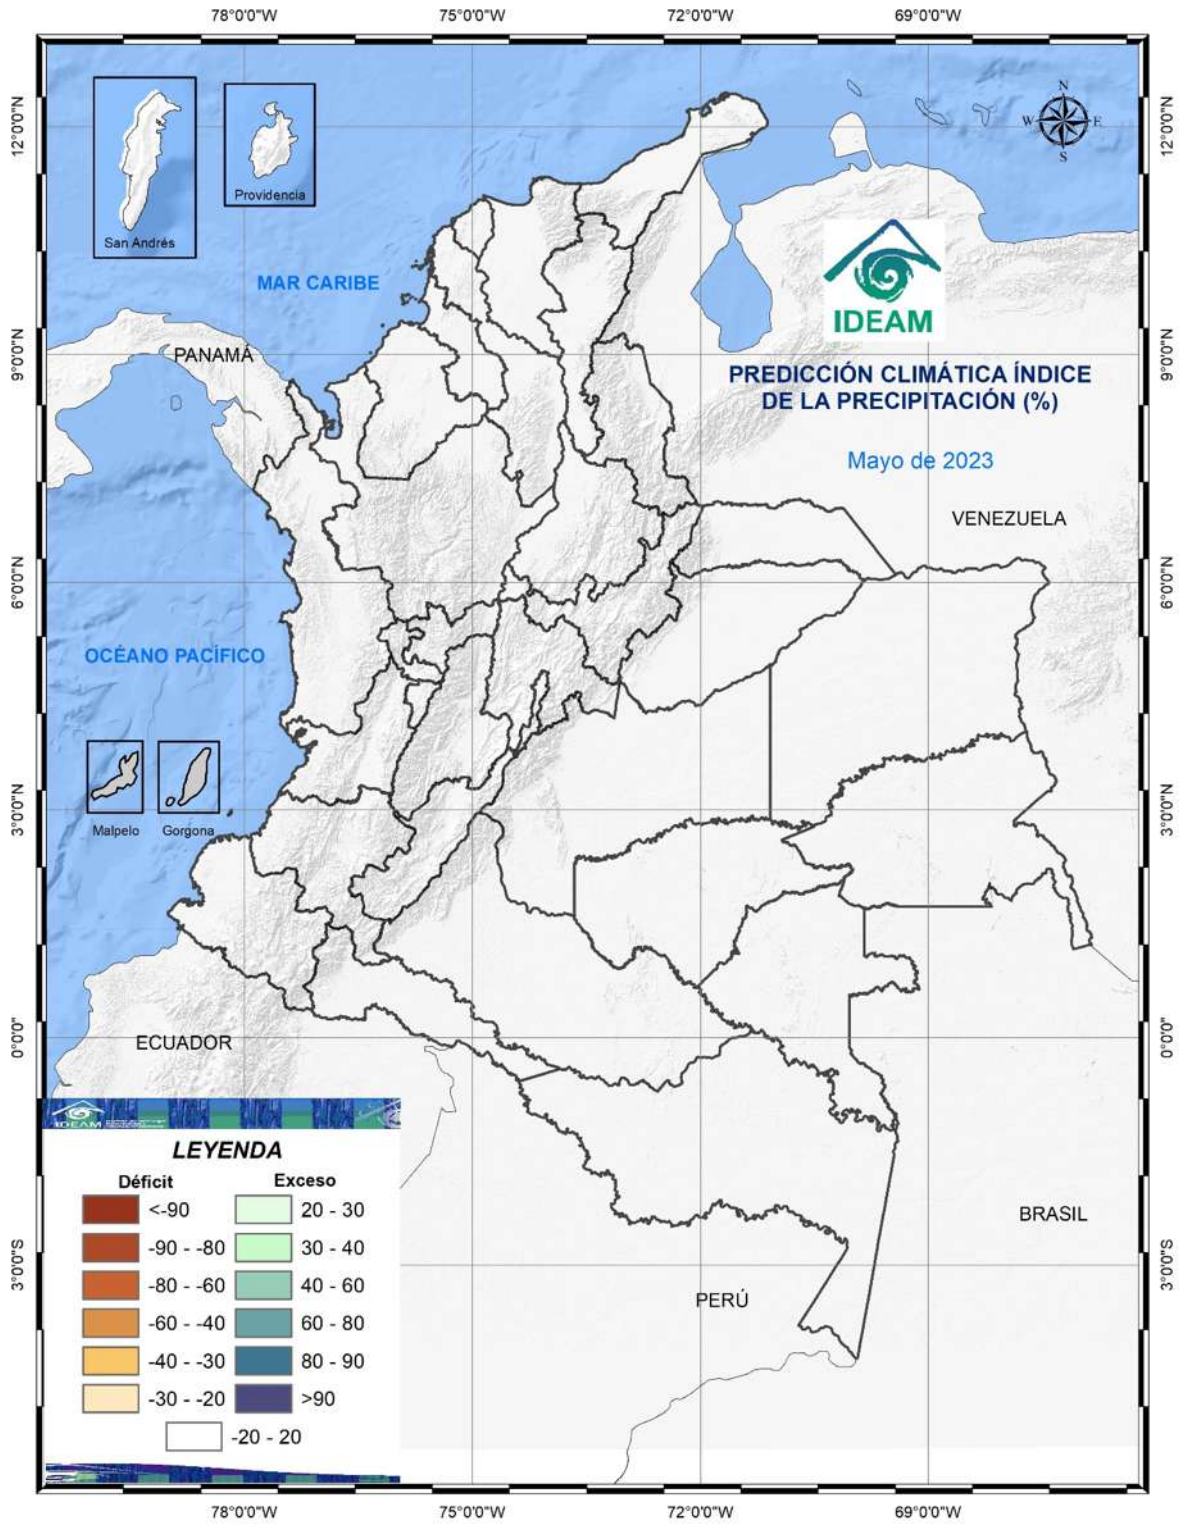 78°0'0"W 75°0'0"W 72°0'0"W 69°0'0"W
12°0'0"N
12°0'0"N
N
W E
S
Providencia
San Andrés
MAR CARIBE
IDEAM
PANAMÁ
9°0'0"N
9°0'0"N
PREDICCIÓN CLIMÁTICA ÍNDICE
DE LA PRECIPITACIÓN (%)
Mayo de 2023
VENEZUELA
6°0'0"N
6°0'0"N
OCÉANO PACÍFICO
3°0'0"N
3°0'0"N
Malpelo Gorgona
ECUADOR
0°0'0"
0°0'0"
IDEAM
LEYENDA
Déficit Exceso
<-90 20 - 30
-90 - -80 30 - 40
-80 - -60 40 - 60
-60 - -40 60 - 80
-40 - -30 80 - 90
-30 - -20 >90
-20 - 20
BRASIL
3°0'0"S
3°0'0"S
PERÚ
78°0'0"W 75°0'0"W 72°0'0"W 69°0'0"W